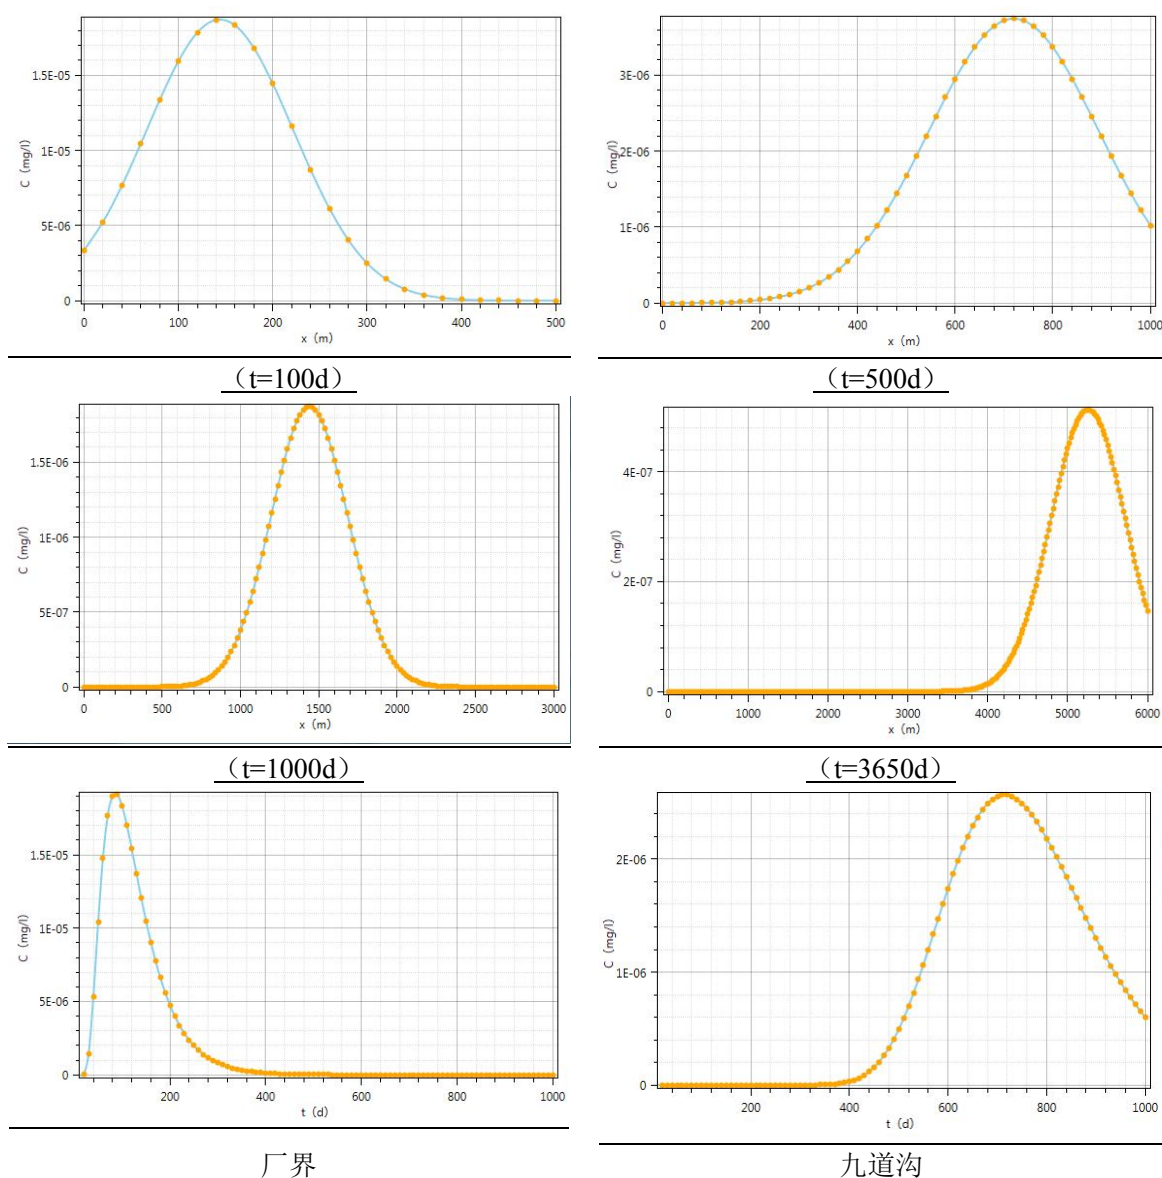 1.5E-05
1E-05
5E-06
0
C (mg/l)
0 100 200 300 400 500
x (m)
3E-06
2E-06
1E-06
0
C (mg/l)
0 200 400 600 800 1000
x (m)
(t=100d)
(t=500d)
1.5E-06
1E-06
5E-07
0
C (mg/l)
0 500 1000 1500 2000 2500 3000
x (m)
4E-07
2E-07
0
C (mg/l)
0 1000 2000 3000 4000 5000 6000
x (m)
(t=1000d)
(t=3650d)
1.5E-05
1E-05
5E-06
0
C (mg/l)
200 400 600 800 1000
t (d)
2E-06
1E-06
0
C (mg/l)
200 400 600 800 1000
t (d)
厂界
九道沟